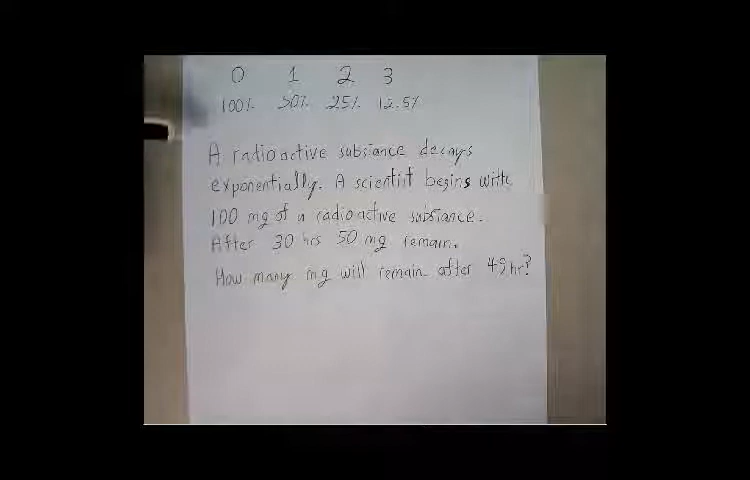 0 1 2 3
100% 50% 25% 12.5%
A radioactive substance decays
exponentially. A scientist begins with
100 mg of a radioactive substance.
After 30 hrs 50 mg remain.
How many mg will remain after hr?